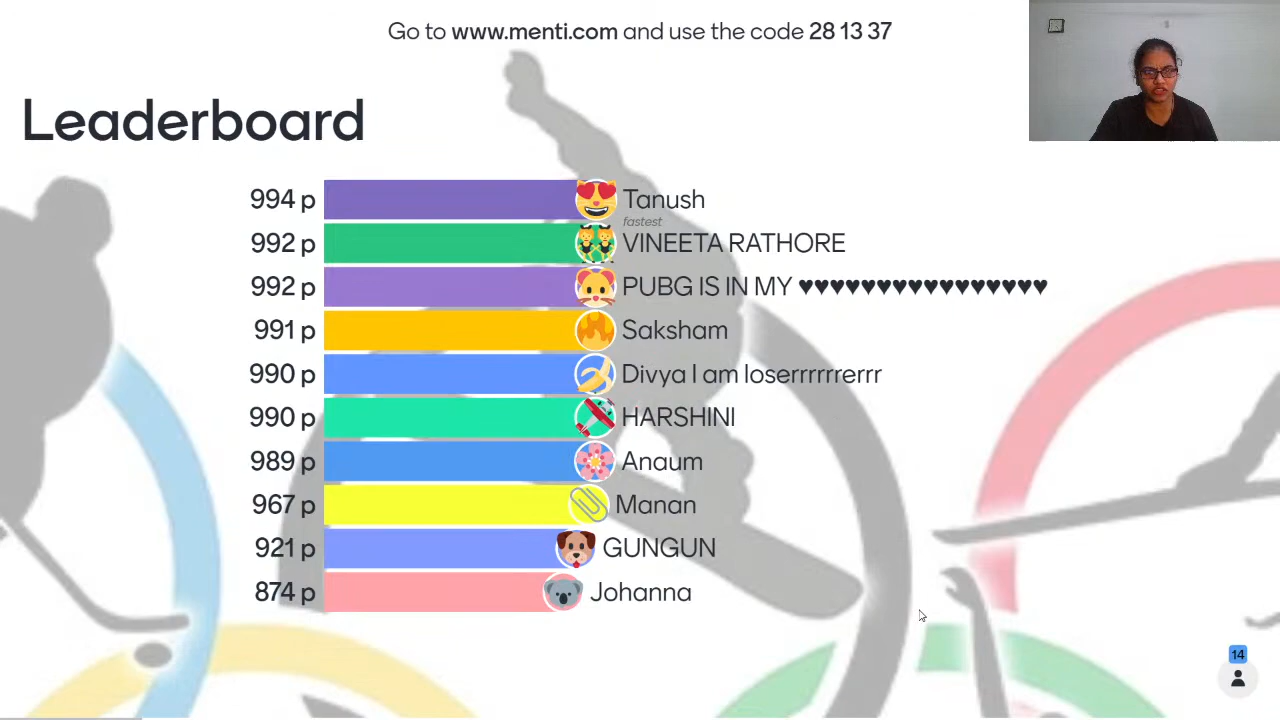 Go to www.menti.com and use the code 28 13 37
Leaderboard
994 p Tanush
fastest
992 p VINEETA RATHORE
992 p PUBG IS IN MY ♥♥♥♥♥♥♥♥♥♥♥♥♥♥♥♥
991 p Saksham
990 p Divya I am loserrrrrrerrr
990 p HARSHINI
989 p Anaum
967 p Manan
921 p GUNGUN
874 p Johanna
14